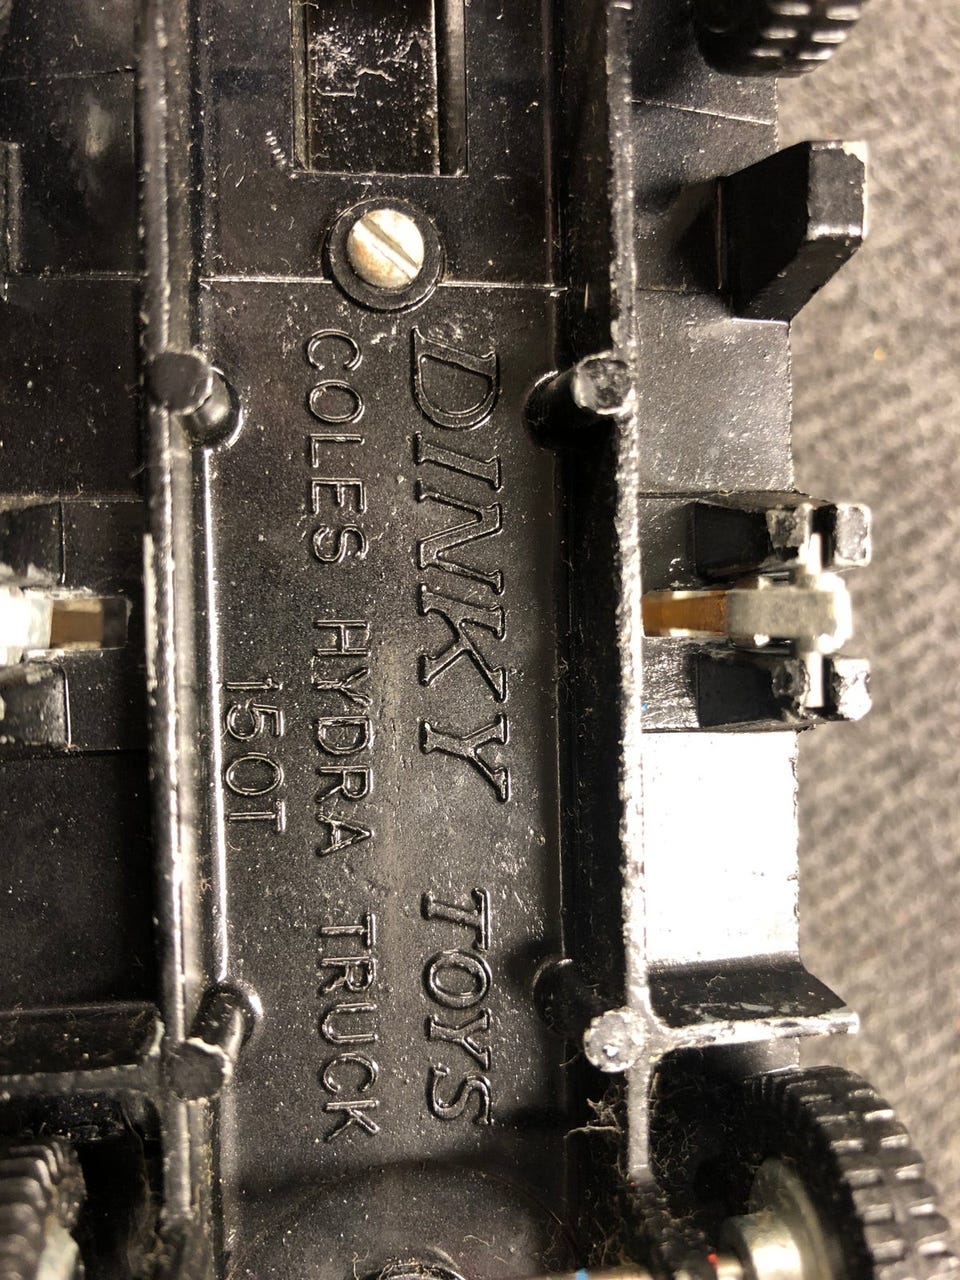 DINKY TOYS
COLES HYDRA TRUCK
150T